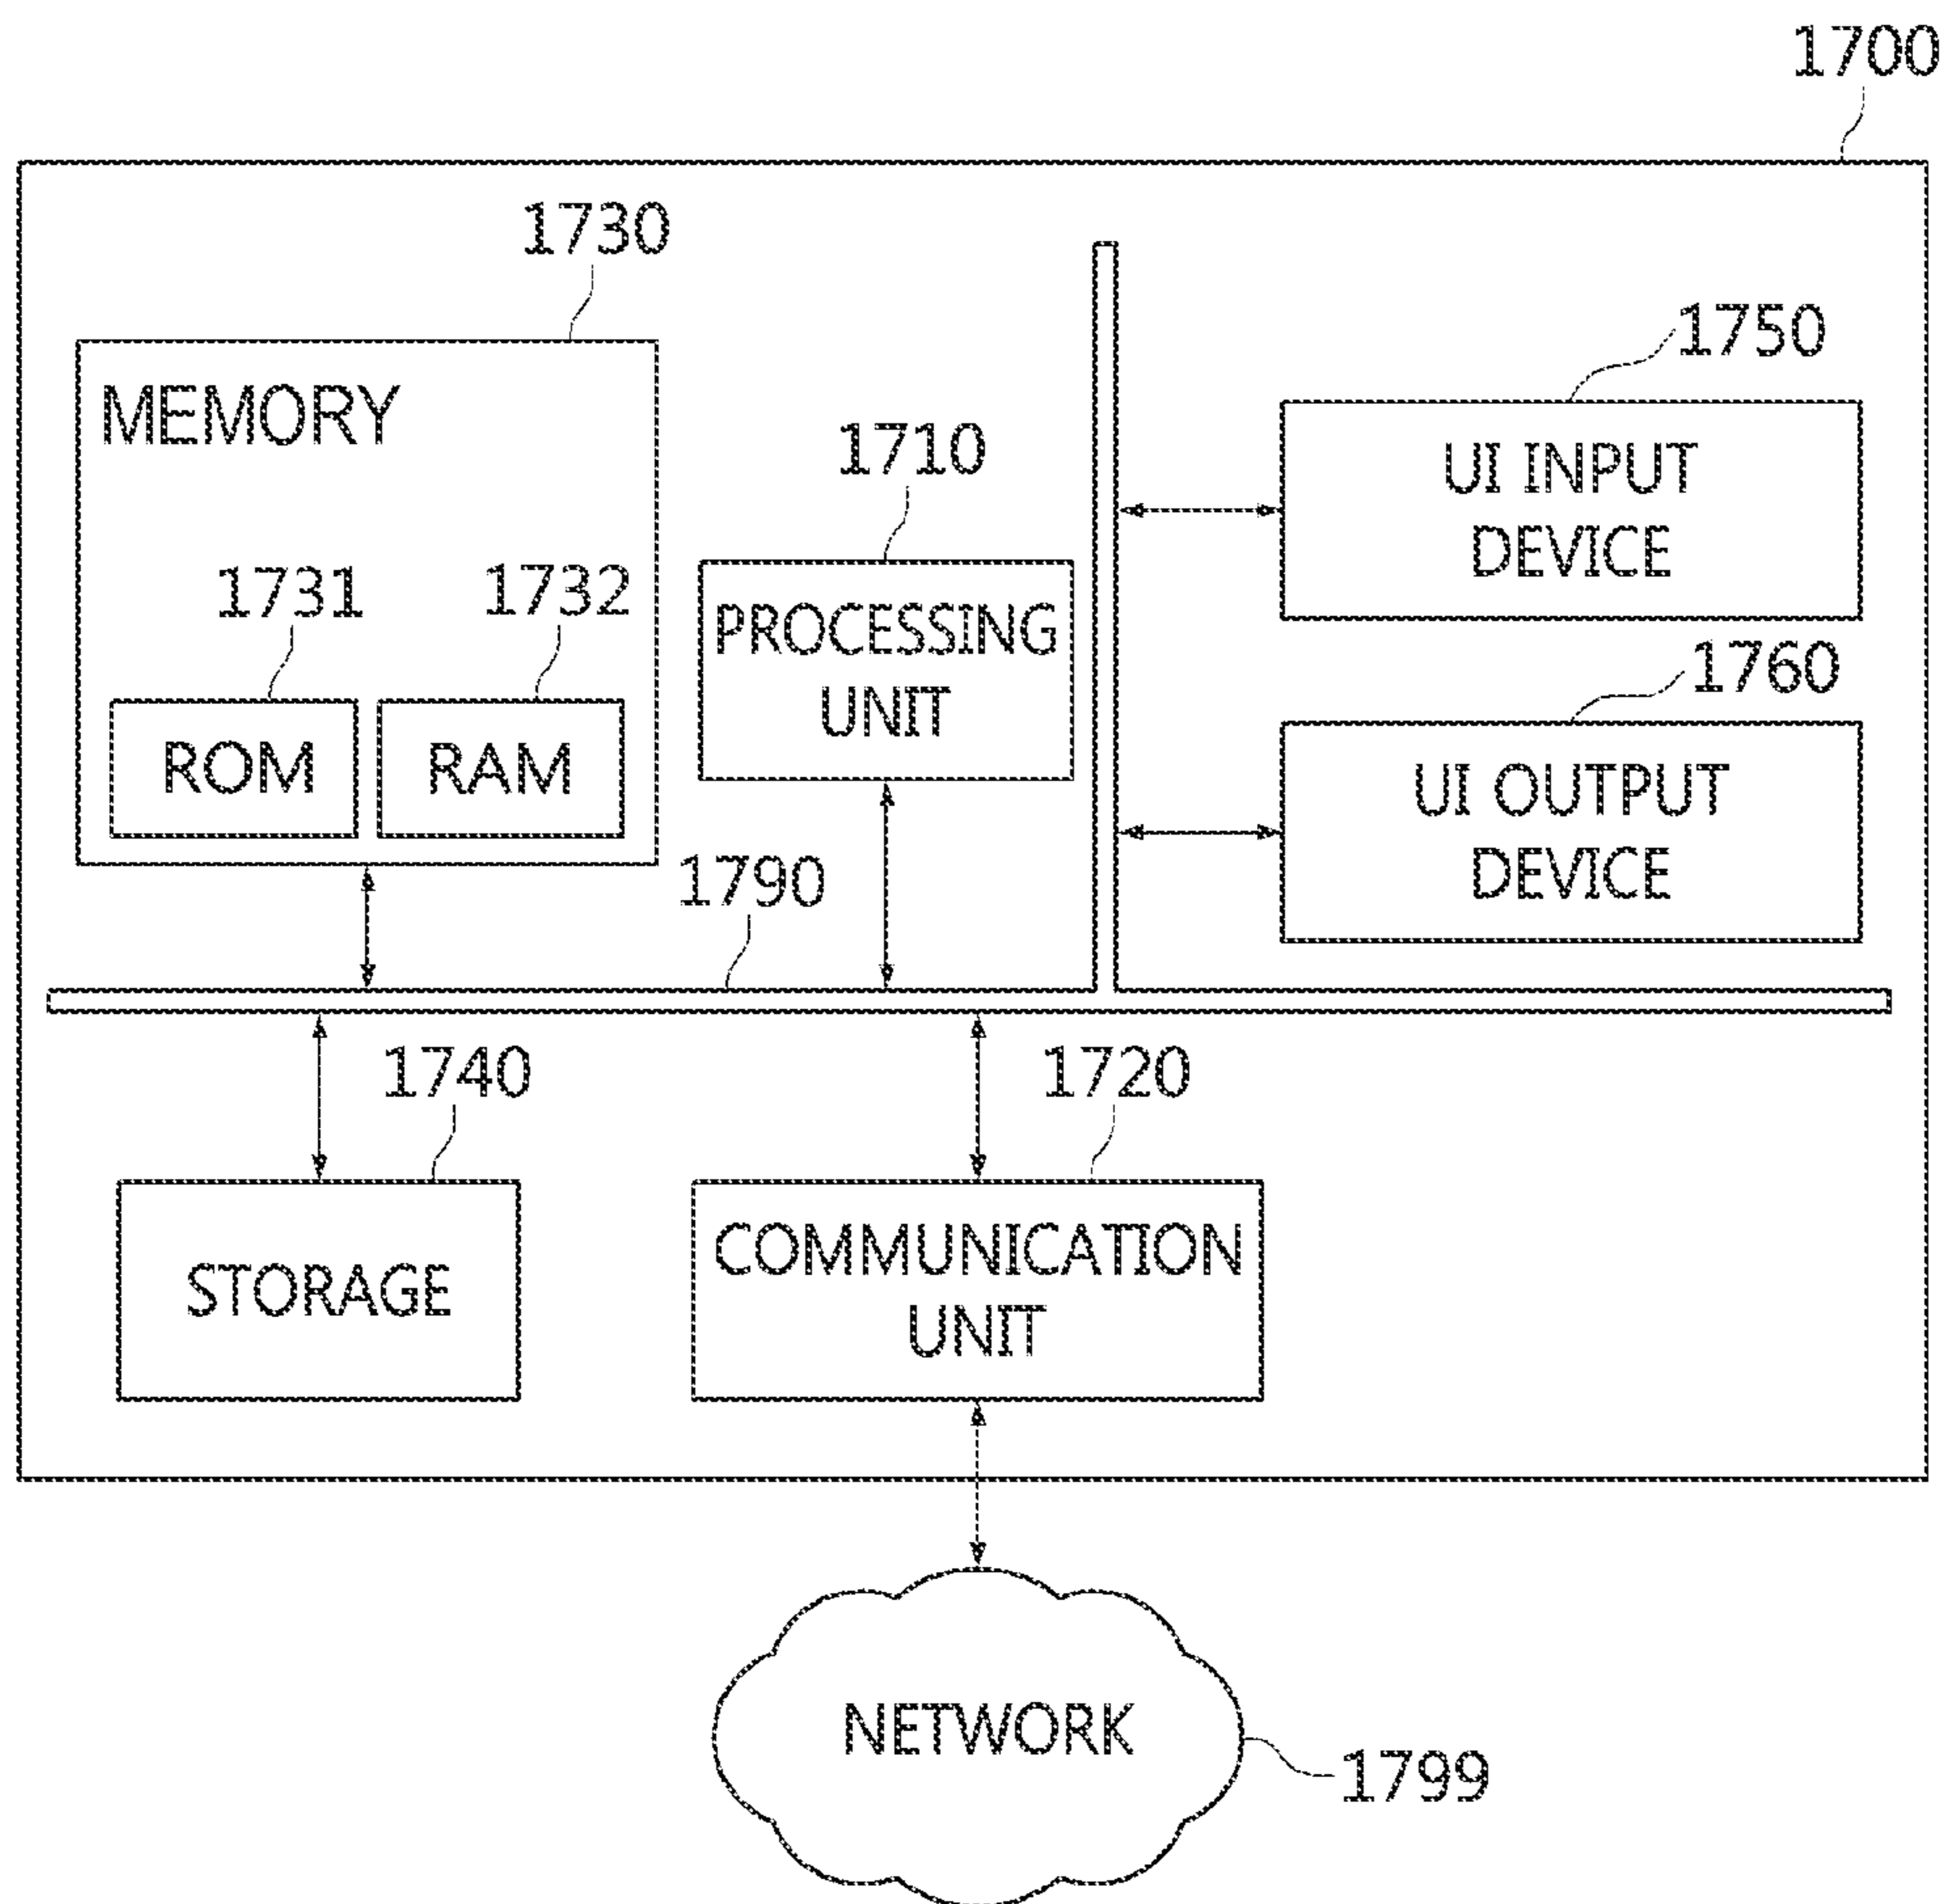 1700
1730
MEMORY
1750
UI INPUT
DEVICE
1710
PROCESSING
UNIT
1731
1732
ROM
RAM
1760
UI OUTPUT
DEVICE
1790
1740
1720
STORAGE
COMMUNICATION
UNIT
NETWORK
1799